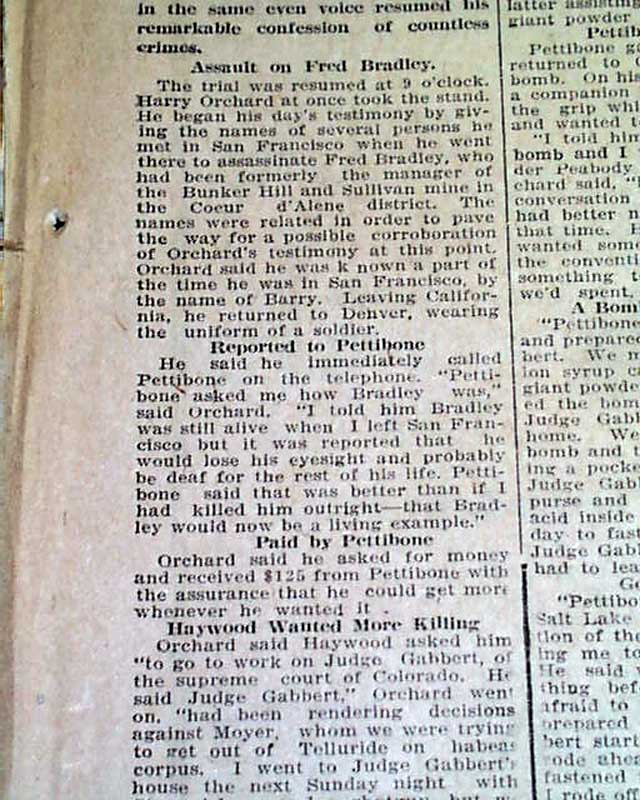 in the same even voice resumed his
remarkable confession of countless
crimes.
Assault on Fred Bradley.
The trial was resumed at 9 o'clock.
Harry Orchard at once took the stand.
He began his day's testimony by giv-
ing the names of several persons he
met in San Francisco when he went
there to assassinate Fred Bradley, who
had been formerly the manager of
the Bunker Hill and Sullivan mine in
the Coeur d'Alene district. The
names were related in order to pave
the way for a possible corroboration
of Orchard's testimony at this point.
Orchard said he was k nown a part of
the time he was in San Francisco, by
the name of Barry. Leaving Califor-
nia, he returned to Denver, wearing
the uniform of a soldier.
Reported to Pettibone
He said he immediately called
Pettibone on the telephone. "Petti-
bone asked me how Bradley was,"
said Orchard. "I told him Bradley
was still alive when I left San Fran-
cisco but it was reported that he
would lose his eyesight and probably
be deaf for the rest of his life. Petti-
bone said that was better than if I
had killed him outright—that Brad-
ley would now be a living example."
Paid by Pettibone
Orchard said he asked for money
and received $125 from Pettibone with
the assurance that he could get more
whenever he wanted it .
Haywood Wanted More Killing
Orchard said Haywood asked him
"to go to work on Judge Gabbert, of
the supreme court of Colorado. He
said Judge Gabbert," Orchard went
on, "had been rendering decisions
against Moyer, whom we were trying
to get out of Telluride on habeas
corpus. I went to Judge Gabbert's
house the next Sunday night with
latter assisting
giant powder
Pettib
Pettibone go
returned to C
bomb. On his
a companion
the grip whi
and wanted t
"I told him
bomb and I
der Peabody
chard said, "
conversation
had better n
that time. H
wanted some
the conventi
something t
we'd spent.
A Bom
"Pettibone
and prepared
bert. We m
ion syrup ca
giant powde
ed the bom
Judge Gabb
home. We
bomb and t
ing a pocke
Judge Gabb
purse and
acid inside
day to fast
Judge Gabb
had to lea
Go
"Pettibo
Salt Lake
tion of the
ing me to
He said
thing bef
afraid to
prepared
bert start
rode ahea
fastened
I rode off